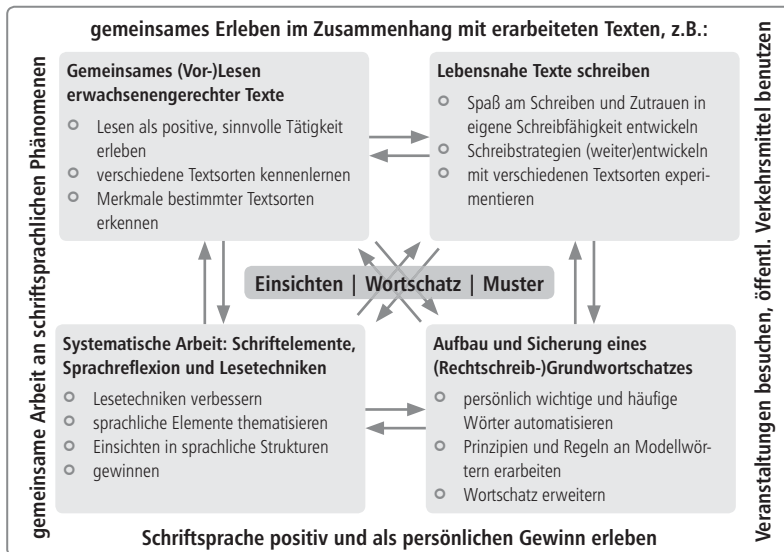 gemeinsames Erleben im Zusammenhang mit erarbeiteten Texten, z.B.:
gemeinsame Arbeit an schriftsprachlichen Phänomenen
Gemeinsames (Vor-)Lesen
erwachsenengerechter Texte
Lesen als positive, sinnvolle Tätigkeit
erleben
verschiedene Textsorten kennenlernen
Merkmale bestimmter Textsorten
erkennen
Lebensnahe Texte schreiben
Spaß am Schreiben und Zutrauen in
eigene Schreibfähigkeit entwickeln
Schreibstrategien (weiter)entwickeln
mit verschiedenen Textsorten experi-
mentieren
Einsichten | Wortschatz | Muster
Systematische Arbeit: Schriftelemente,
Sprachreflexion und Lesetechniken
Lesetechniken verbessern
sprachliche Elemente thematisieren
Einsichten in sprachliche Strukturen
gewinnen
Aufbau und Sicherung eines
(Rechtschreib-)Grundwortschatzes
persönlich wichtige und häufige
Wörter automatisieren
Prinzipien und Regeln an Modellwör-
tern erarbeiten
Wortschatz erweitern
Veranstaltungen besuchen, öffentl. Verkehrsmittel benutzen
Schriftsprache positiv und als persönlichen Gewinn erleben